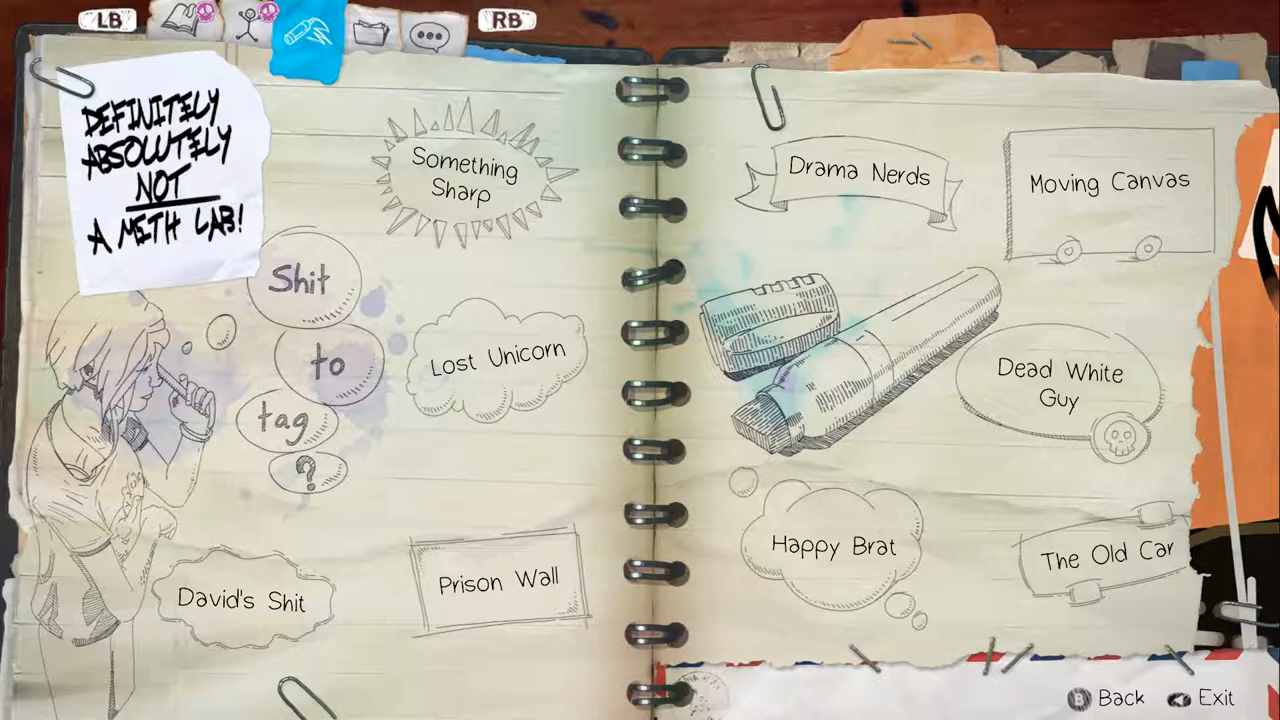 LB
RB
DEFINITELY
ABSOLUTELY
NOT
A METH LAB!
Something
Sharp
Shit
to
tag
?
Lost Unicorn
David's Shit
Prison Wall
Drama Nerds
Moving Canvas
Dead White
Guy
Happy Brat
The Old Car
B Back
Exit